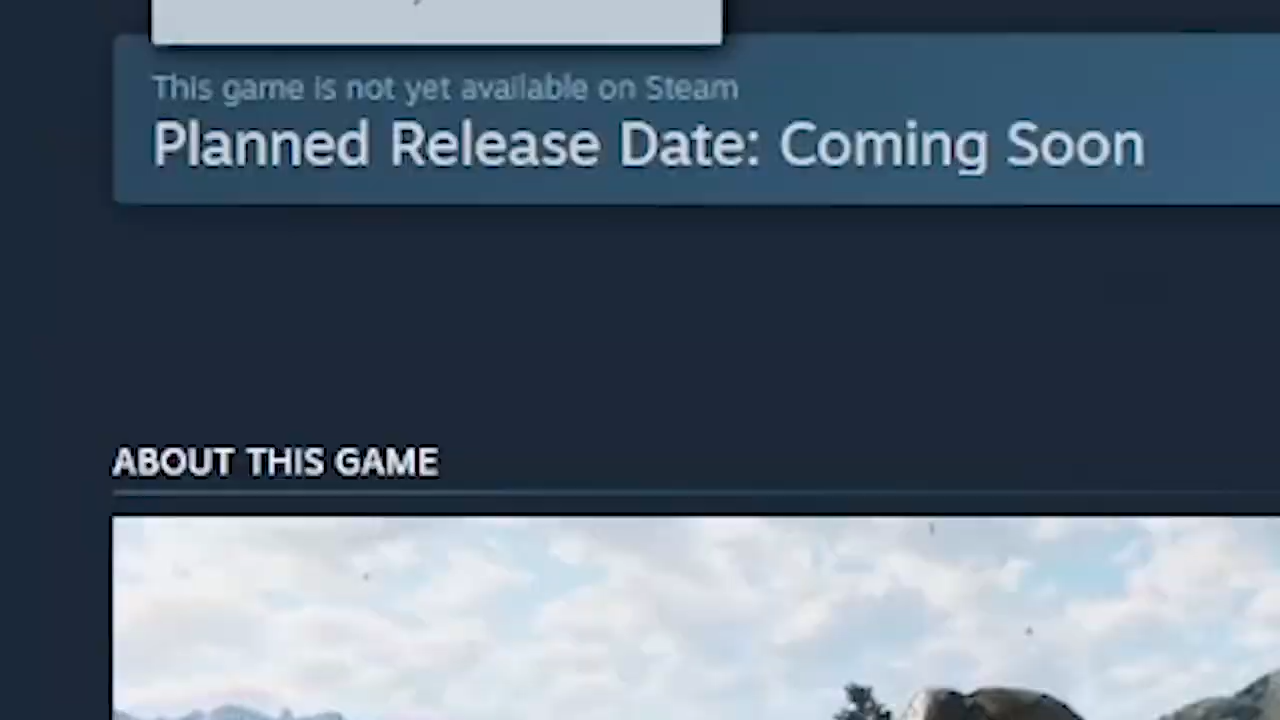 This game is not yet available on Steam
Planned Release Date: Coming Soon
ABOUT THIS GAME